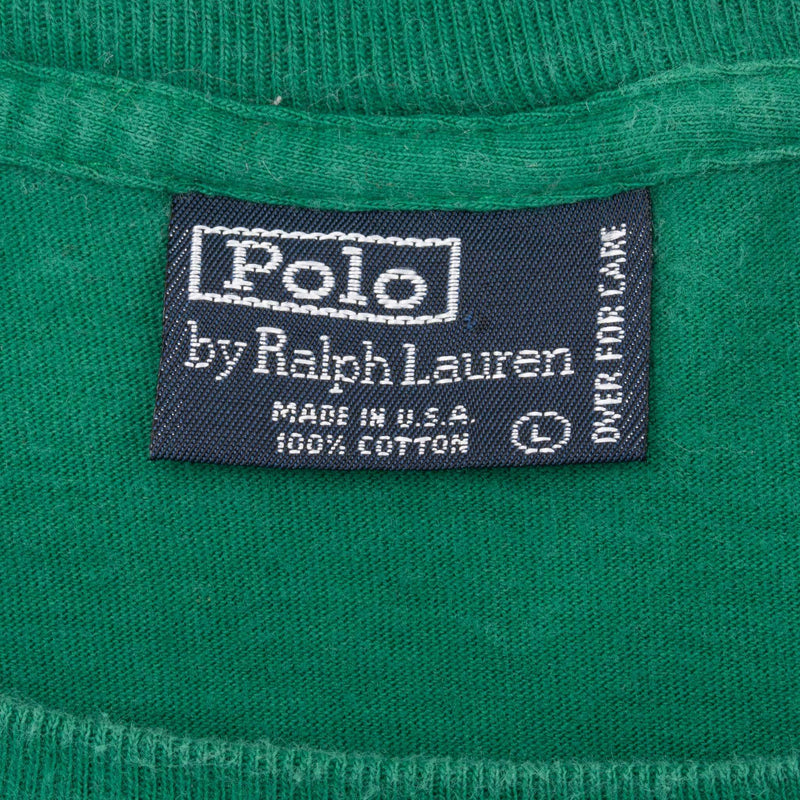 Polo
by Ralph Lauren
MADE IN U.S.A.
100% COTTON
L
OVER FOR CARE